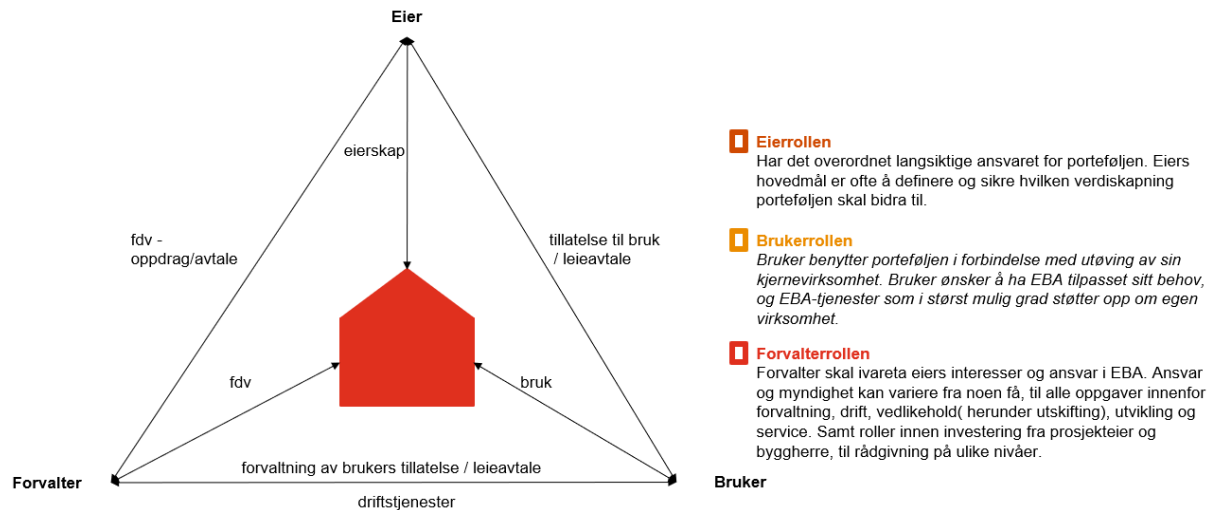 Eier
eierskap
fdv -
oppdrag/avtale
tillatelse til bruk
/ leieavtale
fdv
bruk
forvaltning av brukers tillatelse / leieavtale
Forvalter
Bruker
driftstjenester
Eierrollen
Har det overordnet langsiktige ansvaret for porteføljen. Eiers
hovedmål er ofte å definere og sikre hvilken verdiskapning
porteføljen skal bidra til.
Brukerrollen
Bruker benytter porteføljen i forbindelse med utøving av sin
kjernevirksomhet. Bruker ønsker å ha EBA tilpasset sitt behov,
og EBA-tjenester som i størst mulig grad støtter opp om egen
virksomhet.
Forvalterrollen
Forvalter skal ivareta eiers interesser og ansvar i EBA. Ansvar
og myndighet kan variere fra noen få, til alle oppgaver innenfor
forvaltning, drift, vedlikehold( herunder utskifting), utvikling og
service. Samt roller innen investering fra prosjekteier og
byggherre, til rådgivning på ulike nivåer.